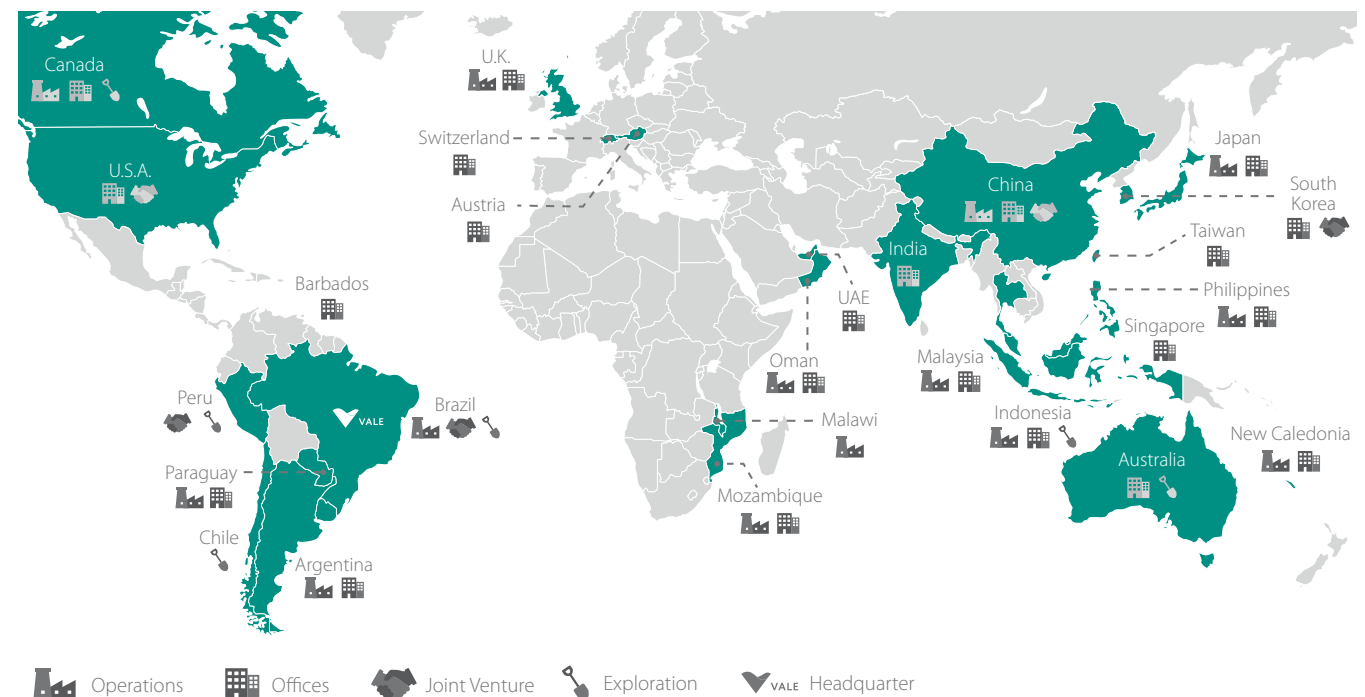 Canada
U.K.
Switzerland
Japan
U.S.A.
China
South
Korea
Austria
Taiwan
India
Barbados
UAE
Philippines
Singapore
Oman
Malaysia
Peru
Brazil
VALE
Malawi
Indonesia
New Caledonia
Australia
Paraguay
Mozambique
Chile
Argentina
Operations
Offices
Joint Venture
Exploration
VALE Headquarter